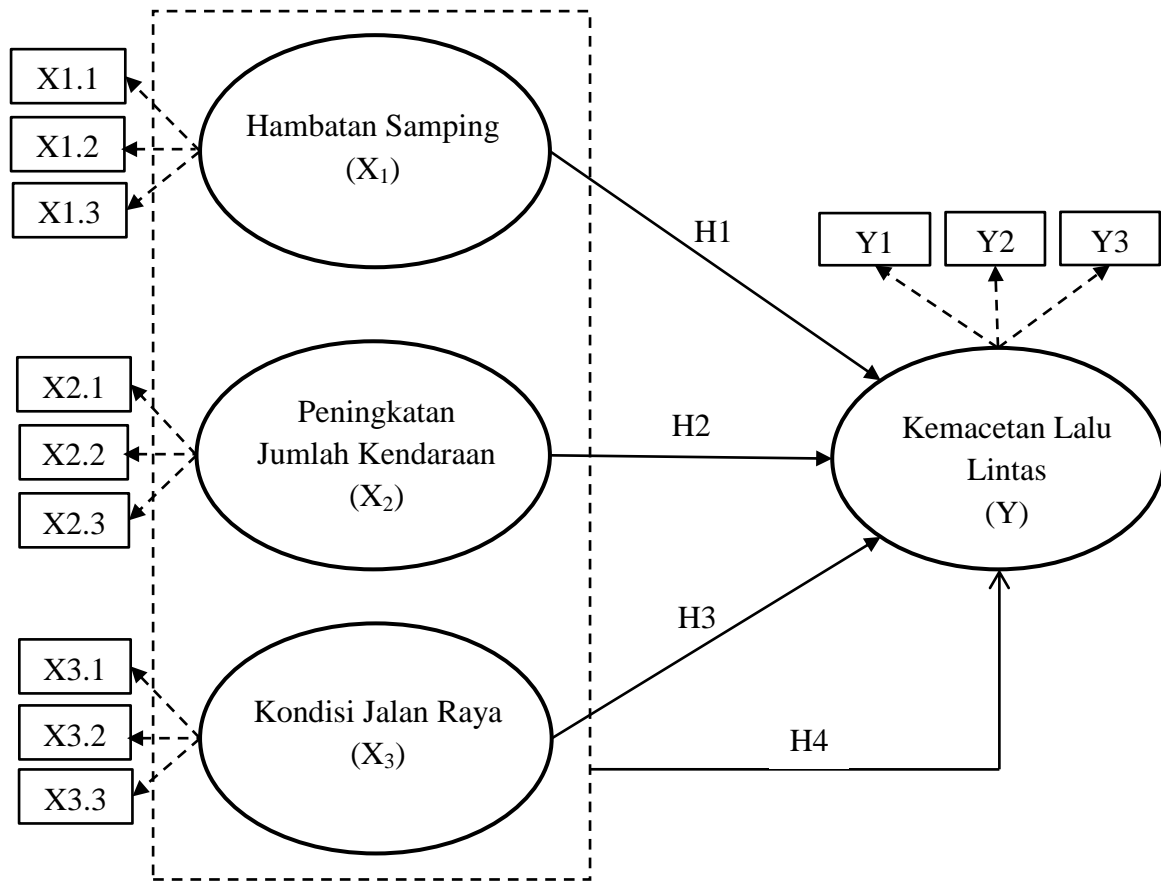 X1.1
X1.2
X1.3
Hambatan Samping
(X₁)
H1
Y1
Y2
Y3
X2.1
X2.2
X2.3
Peningkatan
Jumlah Kendaraan
(X₂)
H2
Kemacetan Lalu
Lintas
(Y)
X3.1
X3.2
X3.3
Kondisi Jalan Raya
(X₃)
H3
H4